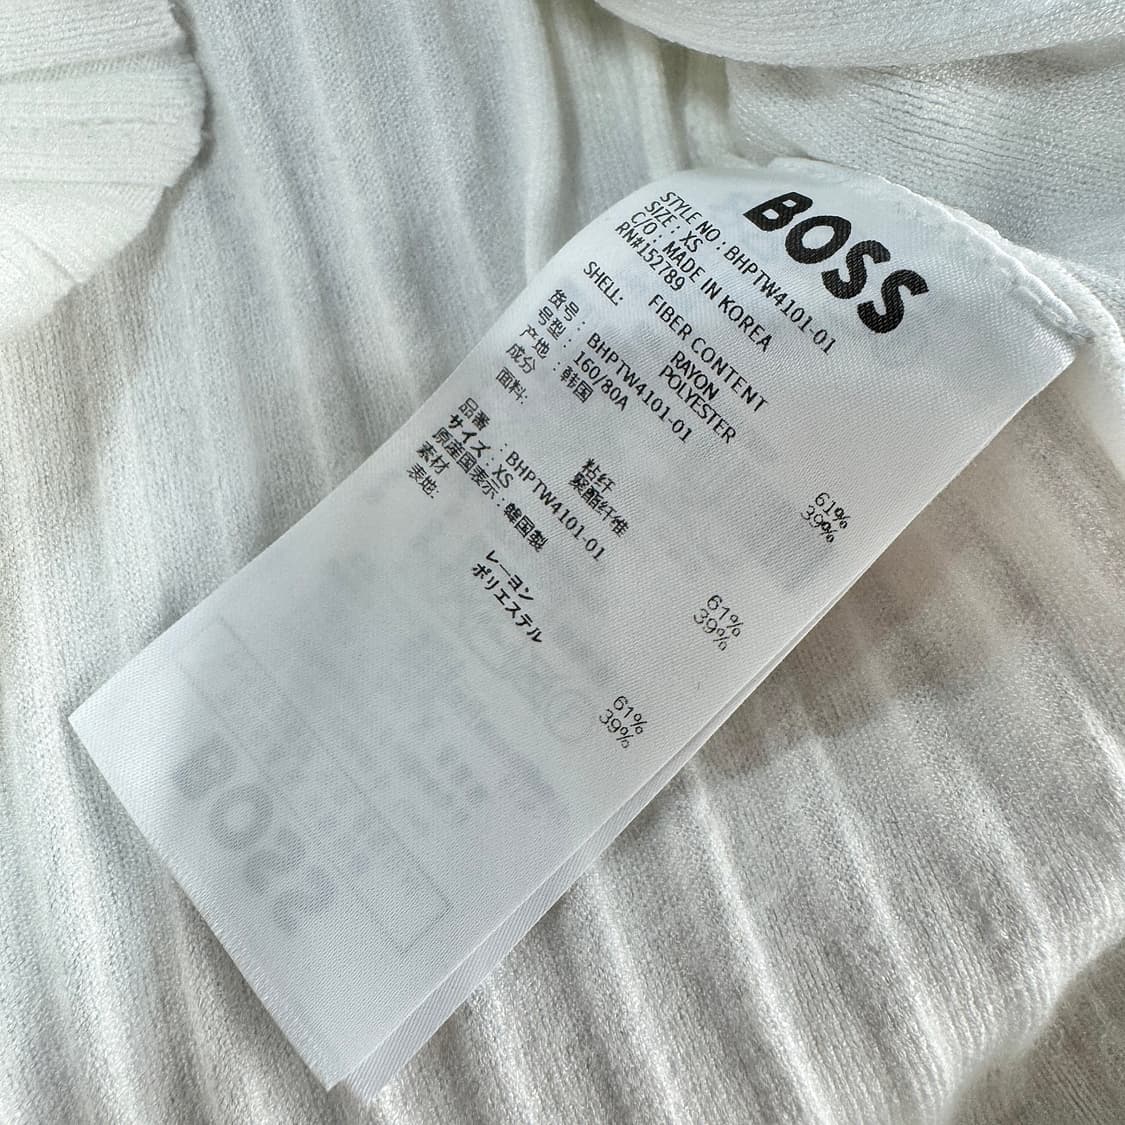 BOSS
STYLE NO : BHPTW4101-01
SIZE : XS
C/O : MADE IN KOREA
RN#152789
FIBER CONTENT
SHELL: RAYON 61%
POLYESTER 39%
货号 : BHPTW4101-01
号型 : 160/80A
产地 : 韩国
成分
面料: 粘纤 61%
聚酯纤维 39%
品番 : BHPTW4101-01
サイズ : XS
原産国表示 : 韓国製
素材
表地: レーヨン 61%
ポリエステル 39%